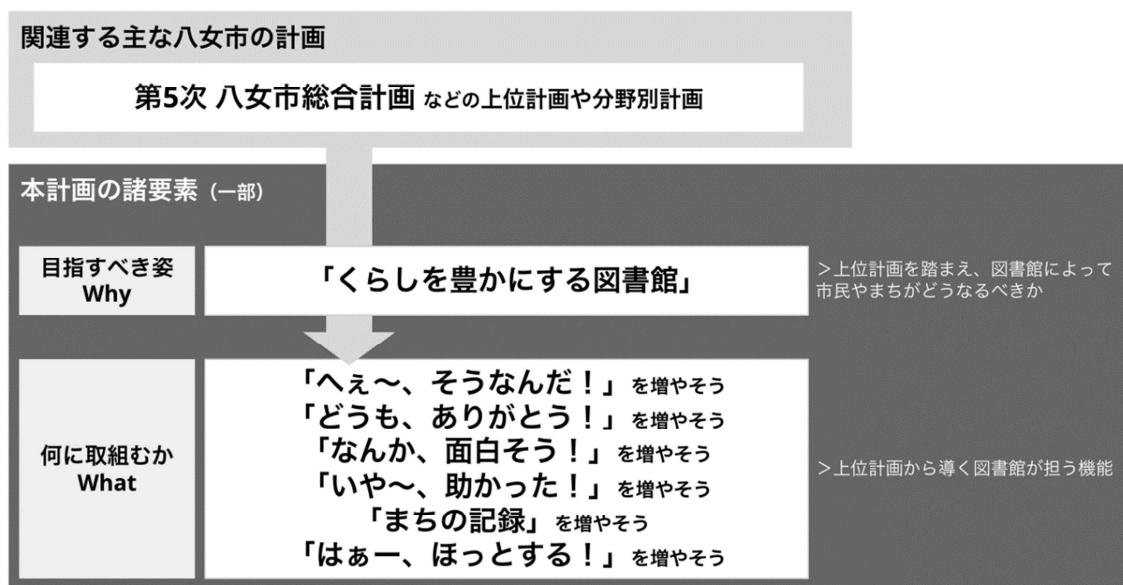 関連する主な八女市の計画
第5次 八女市総合計画 などの上位計画や分野別計画
本計画の諸要素（一部）
目指すべき姿
Why
「くらしを豊かにする図書館」
＞上位計画を踏まえ、図書館によって
市民やまちがどうなるべきか
何に取組むか
What
「へぇ～、そうなんだ！」を増やそう
「どうも、ありがとう！」を増やそう
「なんか、面白そう！」を増やそう
「いや～、助かった！」を増やそう
「まちの記録」を増やそう
「はぁー、ほっとする！」を増やそう
＞上位計画から導く図書館が担う機能